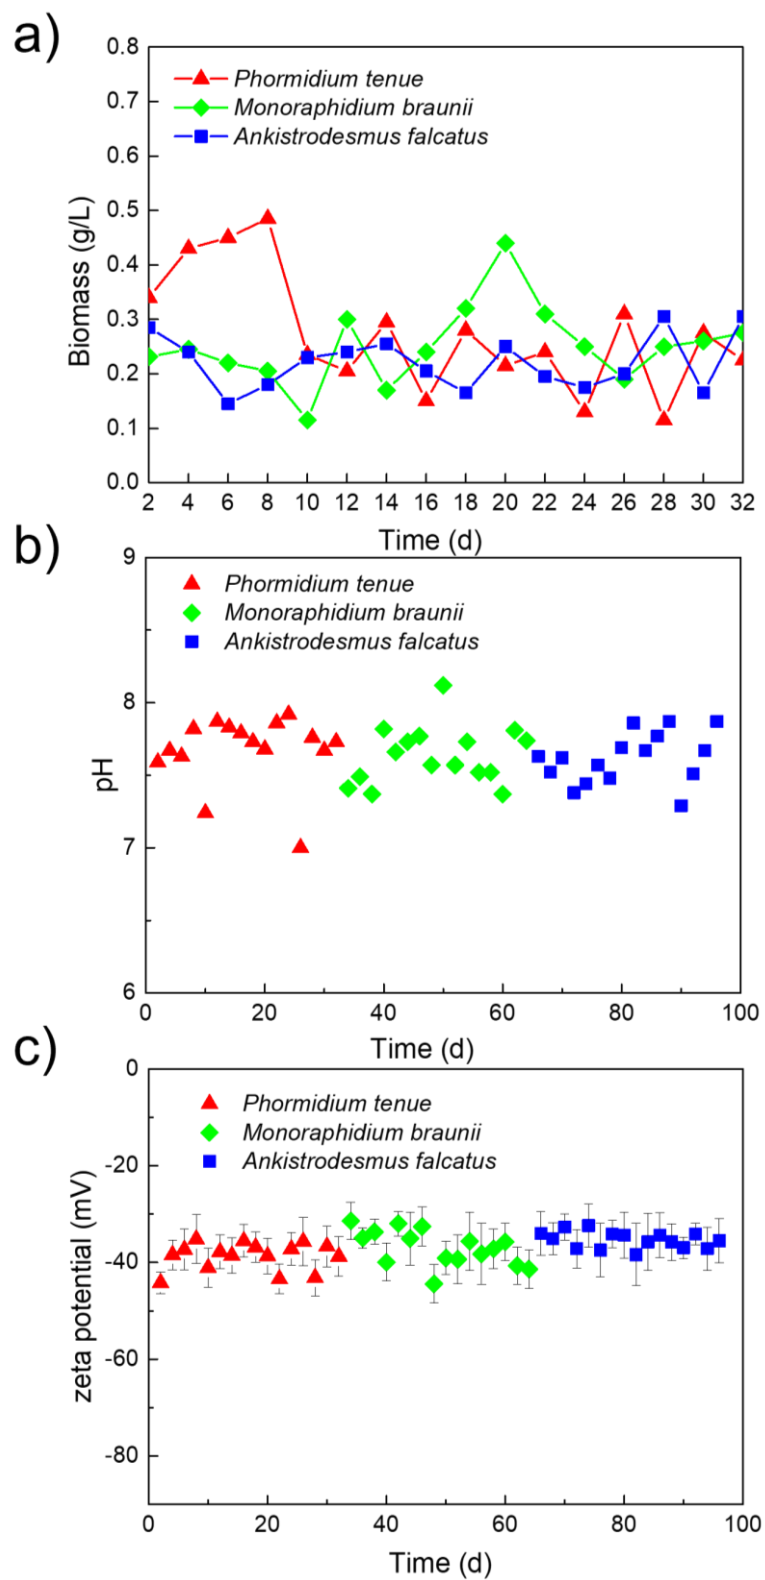 a)
0.8
0.7
0.6
0.5
0.4
0.3
0.2
0.1
0.0
Biomass (g/L)
Phormidium tenue
Monoraphidium braunii
Ankistrodesmus falcatus
2 4 6 8 10 12 14 16 18 20 22 24 26 28 30 32
Time (d)
b)
9
8
7
6
pH
Phormidium tenue
Monoraphidium braunii
Ankistrodesmus falcatus
0 20 40 60 80 100
Time (d)
c)
0
-20
-40
-60
-80
zeta potential (mV)
Phormidium tenue
Monoraphidium braunii
Ankistrodesmus falcatus
0 20 40 60 80 100
Time (d)